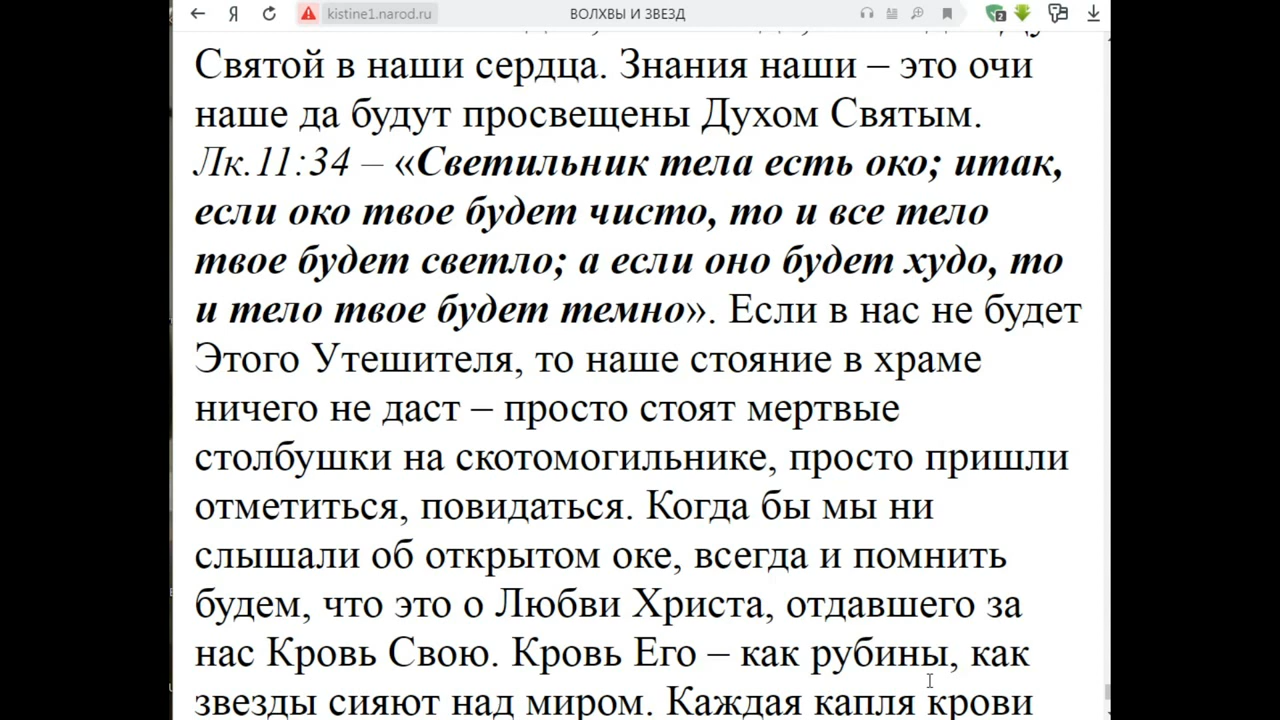 Я
kistine1.narod.ru
ВОЛХВЫ И ЗВЕЗД
2
Святой в наши сердца. Знания наши – это очи
наше да будут просвещены Духом Святым.
Лк.11:34 – «Светильник тела есть око; итак,
если око твое будет чисто, то и все тело
твое будет светло; а если оно будет худо, то
и тело твое будет темно». Если в нас не будет
Этого Утешителя, то наше стояние в храме
ничего не даст – просто стоят мертвые
столбушки на скотомогильнике, просто пришли
отметиться, повидаться. Когда бы мы ни
слышали об открытом оке, всегда и помнить
будем, что это о Любви Христа, отдавшего за
нас Кровь Свою. Кровь Его – как рубины, как
звезды сияют над миром. Каждая капля крови